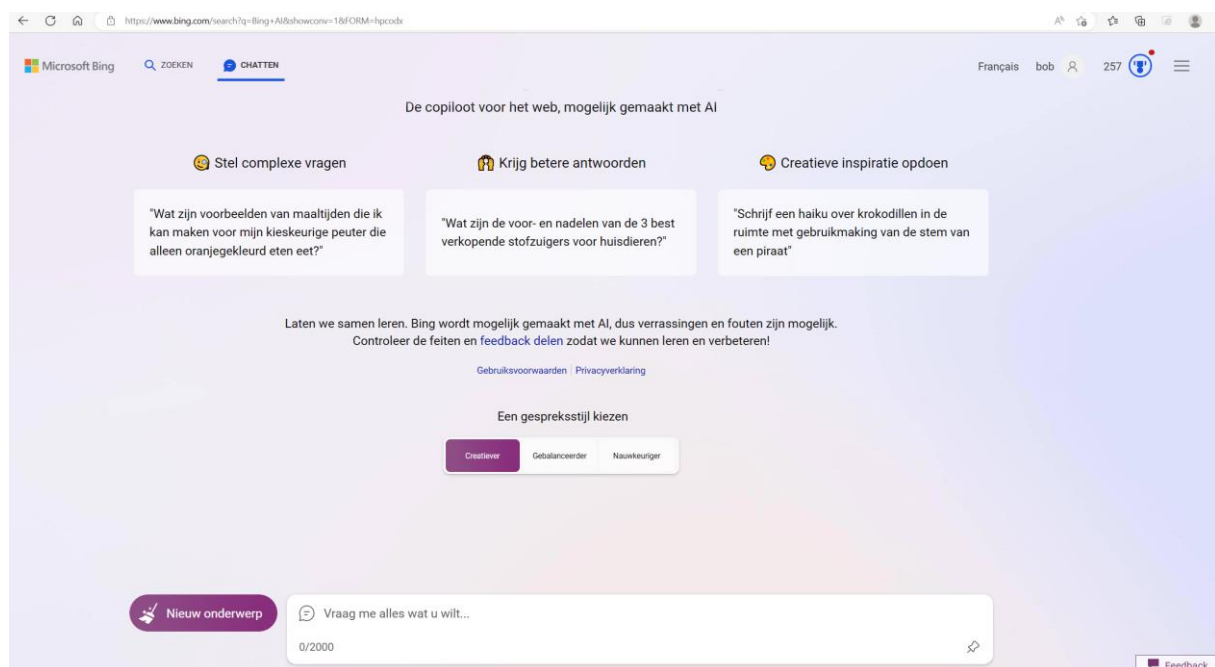 https://www.bing.com/search?q=Bing+AI&showconv=1&FORM=hpcodx
Microsoft Bing
ZOEKEN
CHATTEN
Français
bob
257
De copiloot voor het web, mogelijk gemaakt met AI
Stel complexe vragen
"Wat zijn voorbeelden van maaltijden die ik
kan maken voor mijn kieskeurige peuter die
alleen oranjegekleurd eten eet?"
Krijg betere antwoorden
"Wat zijn de voor- en nadelen van de 3 best
verkopende stofzuigers voor huisdieren?"
Creatieve inspiratie opdoen
"Schrijf een haiku over krokodillen in de
ruimte met gebruikmaking van de stem van
een piraat"
Laten we samen leren. Bing wordt mogelijk gemaakt met AI, dus verrassingen en fouten zijn mogelijk.
Controleer de feiten en feedback delen zodat we kunnen leren en verbeteren!
Gebruiksvoorwaarden | Privacyverklaring
Een gespreksstijl kiezen
Creatiever
Gebalanceerder
Nauwkeuriger
Nieuw onderwerp
Vraag me alles wat u wilt...
0/2000
Feedback